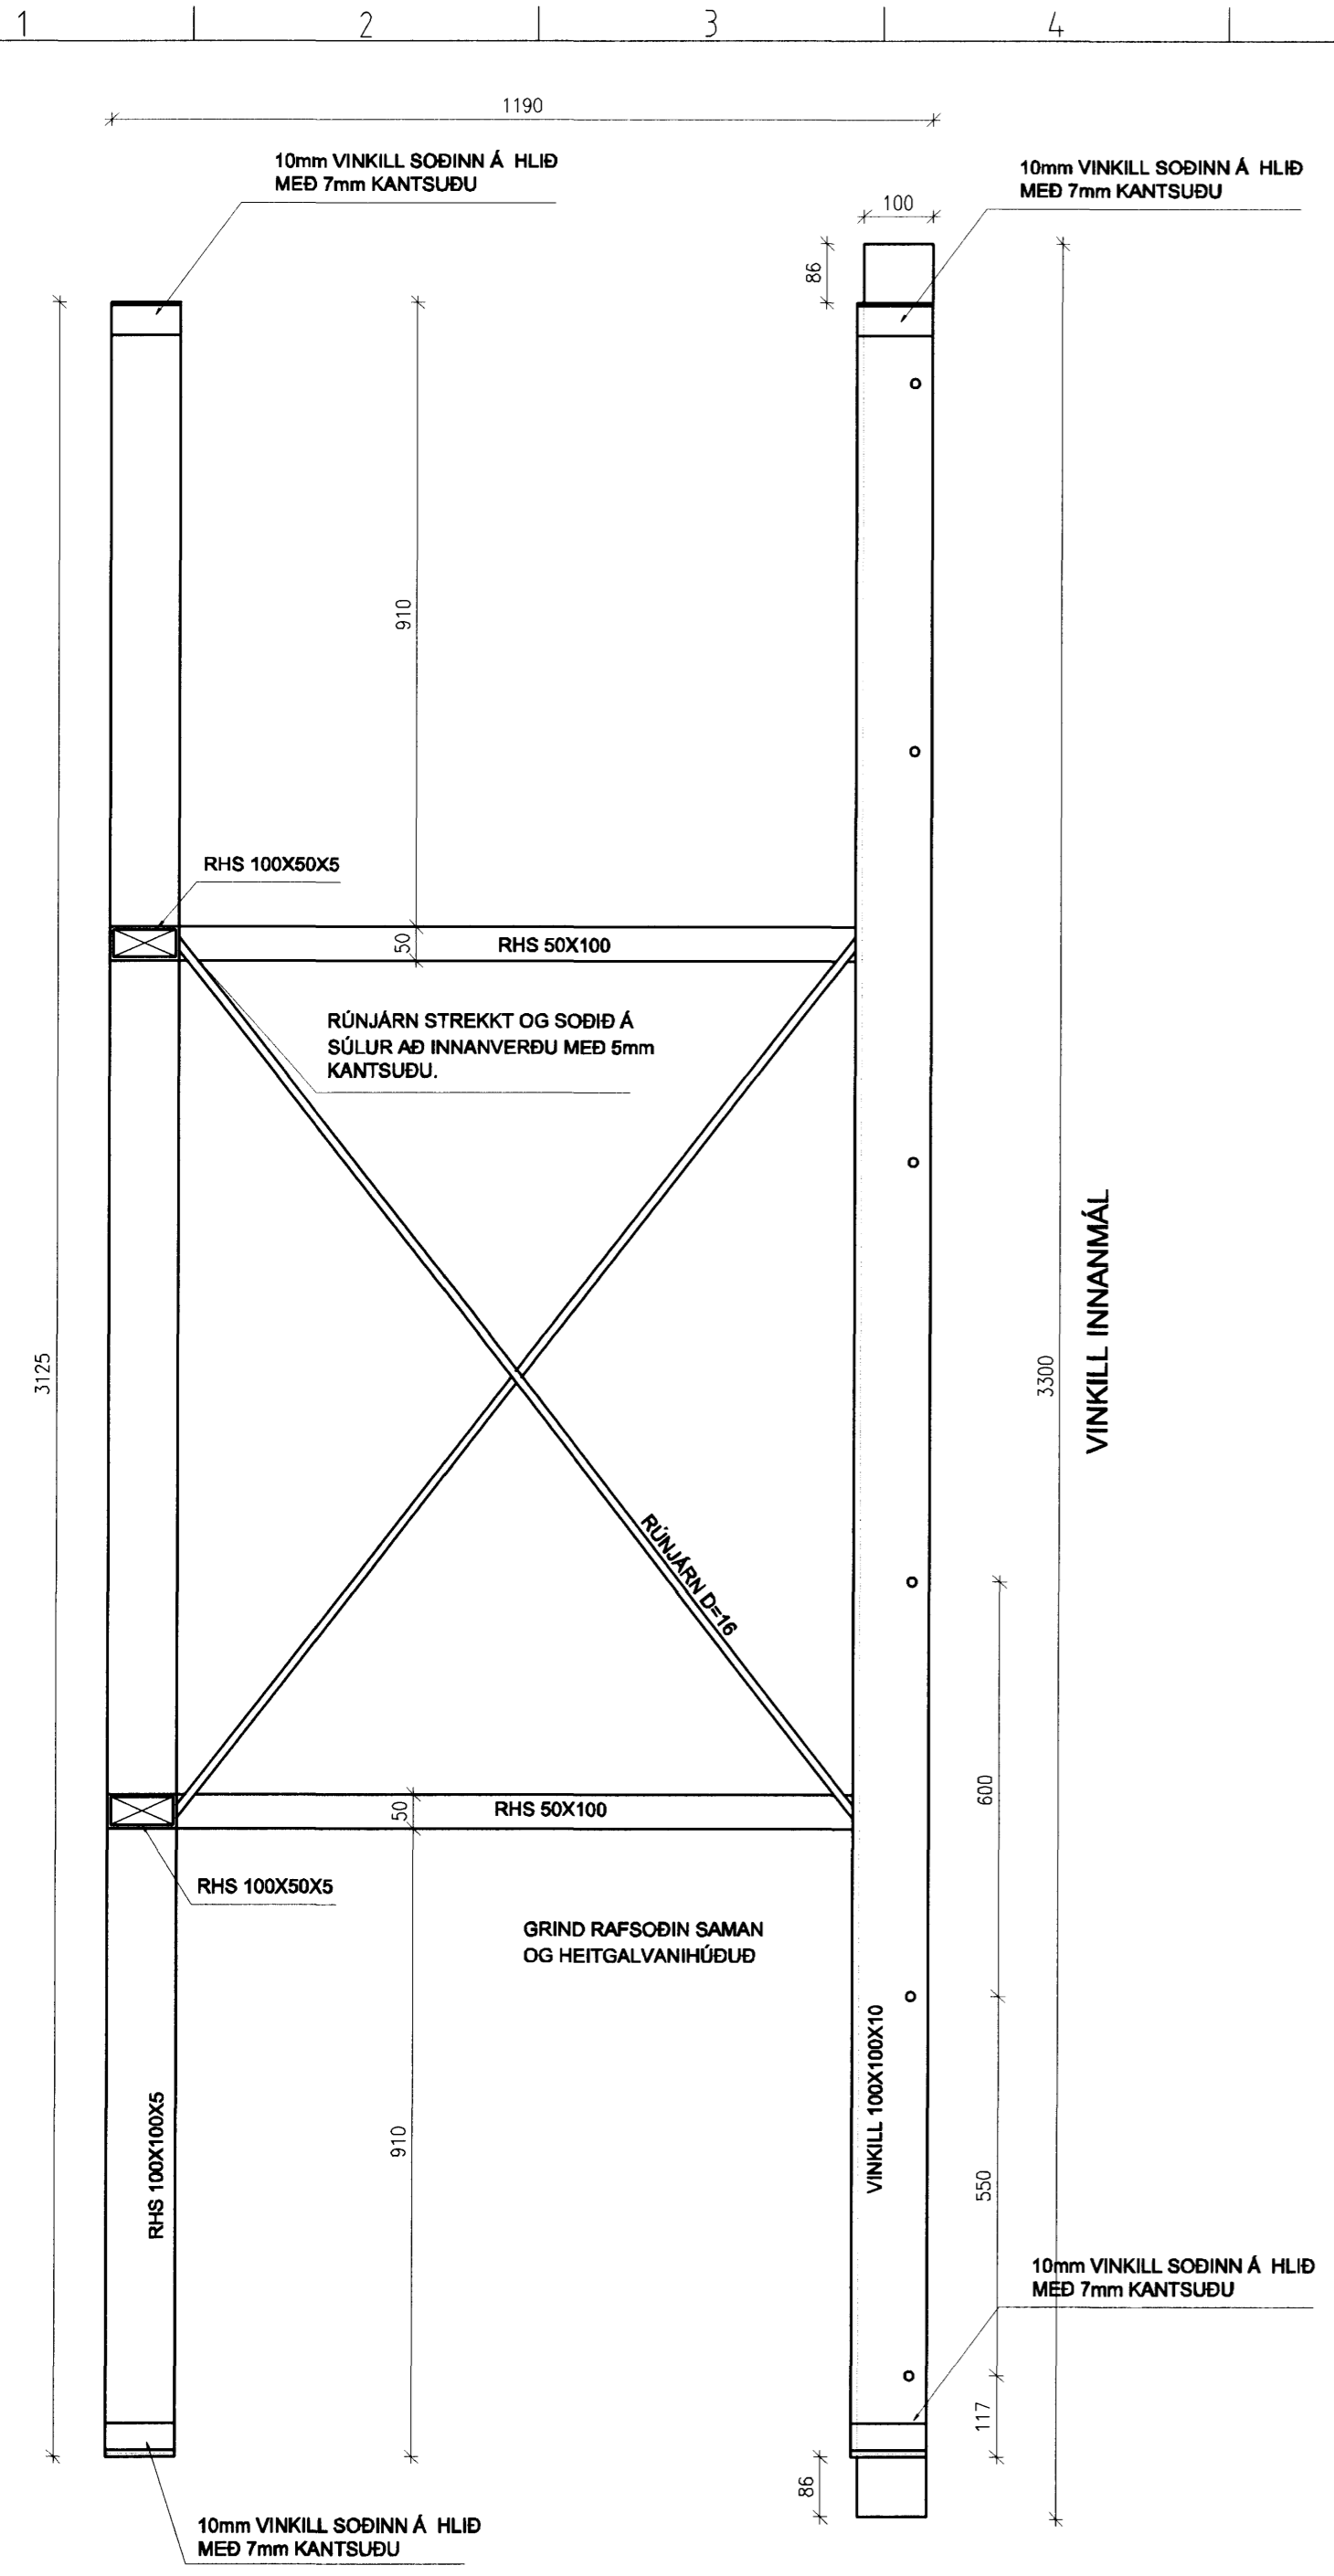 1 2 3 4
1190
10mm VINKILL SOÐINN Á HLIÐ
MEÐ 7mm KANTSUÐU
10mm VINKILL SOÐINN Á HLIÐ
MEÐ 7mm KANTSUÐU
100
86
910
RHS 100X50X5
50
RHS 50X100
RÚNJÁRN STREKKT OG SOÐIÐ Á
SÚLUR AÐ INNANVERÐU MEÐ 5mm
KANTSUÐU.
3125
3300
VINKILL INNANMÁL
RÚNJÁRN D=16
600
50
RHS 50X100
RHS 100X50X5
GRIND RAFSOÐIN SAMAN
OG HEITGALVANIHÚÐUÐ
RHS 100X100X5
910
VINKILL 100X100X10
550
10mm VINKILL SOÐINN Á HLIÐ
MEÐ 7mm KANTSUÐU
117
86
10mm VINKILL SOÐINN Á HLIÐ
MEÐ 7mm KANTSUÐU